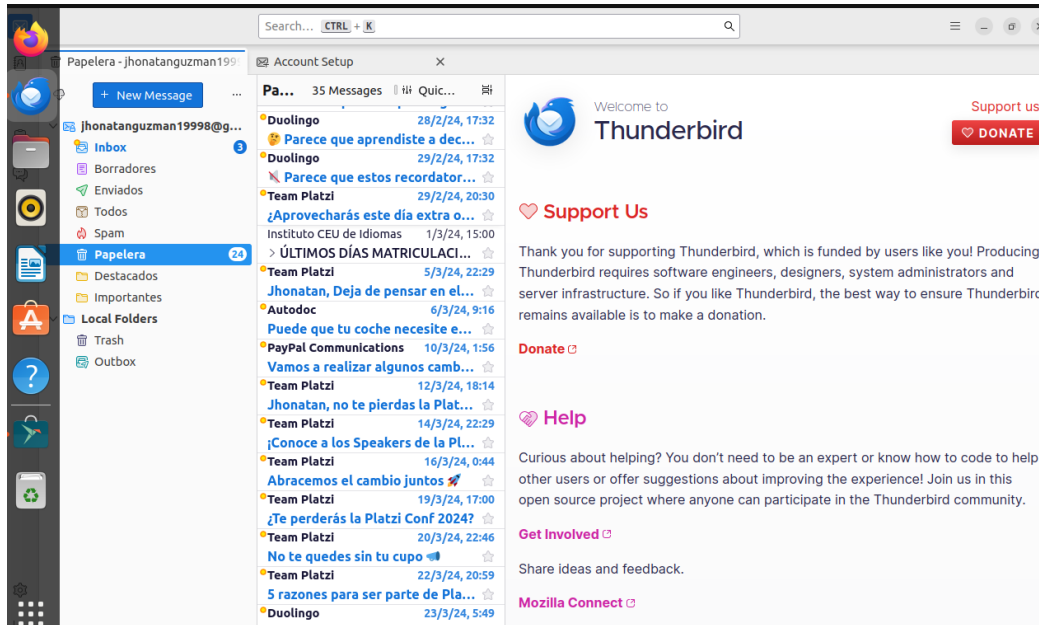 Search... CTRL + K
Papelera - jhonatanguzman199
Account Setup
+ New Message
jhonatanguzman19998@g...
Inbox 3
Borradores
Enviados
Todos
Spam
Papelera 24
Destacados
Importantes
Local Folders
Trash
Outbox
Pa... 35 Messages Quic...
Duolingo 28/2/24, 17:32
🤔 Parece que aprendiste a dec...
Duolingo 29/2/24, 17:32
🔕 Parece que estos recordator...
Team Platzi 29/2/24, 20:30
¿Aprovecharás este día extra o...
Instituto CEU de Idiomas 1/3/24, 15:00
> ÚLTIMOS DÍAS MATRICULACI...
Team Platzi 5/3/24, 22:29
Jhonatan, Deja de pensar en el...
Autodoc 6/3/24, 9:16
Puede que tu coche necesite e...
PayPal Communications 10/3/24, 1:56
Vamos a realizar algunos camb...
Team Platzi 12/3/24, 18:14
Jhonatan, no te pierdas la Plat...
Team Platzi 14/3/24, 22:29
¡Conoce a los Speakers de la Pl...
Team Platzi 16/3/24, 0:44
Abracemos el cambio juntos 🚀
Team Platzi 19/3/24, 17:00
¿Te perderás la Platzi Conf 2024?
Team Platzi 20/3/24, 22:46
No te quedes sin tu cupo 📣
Team Platzi 22/3/24, 20:59
5 razones para ser parte de Pla...
Duolingo 23/3/24, 5:49
Welcome to
Thunderbird
Support us
DONATE
Support Us
Thank you for supporting Thunderbird, which is funded by users like you! Producing
Thunderbird requires software engineers, designers, system administrators and
server infrastructure. So if you like Thunderbird, the best way to ensure Thunderbird
remains available is to make a donation.
Donate
Help
Curious about helping? You don't need to be an expert or know how to code to help
other users or offer suggestions about improving the experience! Join us in this
open source project where anyone can participate in the Thunderbird community.
Get Involved
Share ideas and feedback.
Mozilla Connect